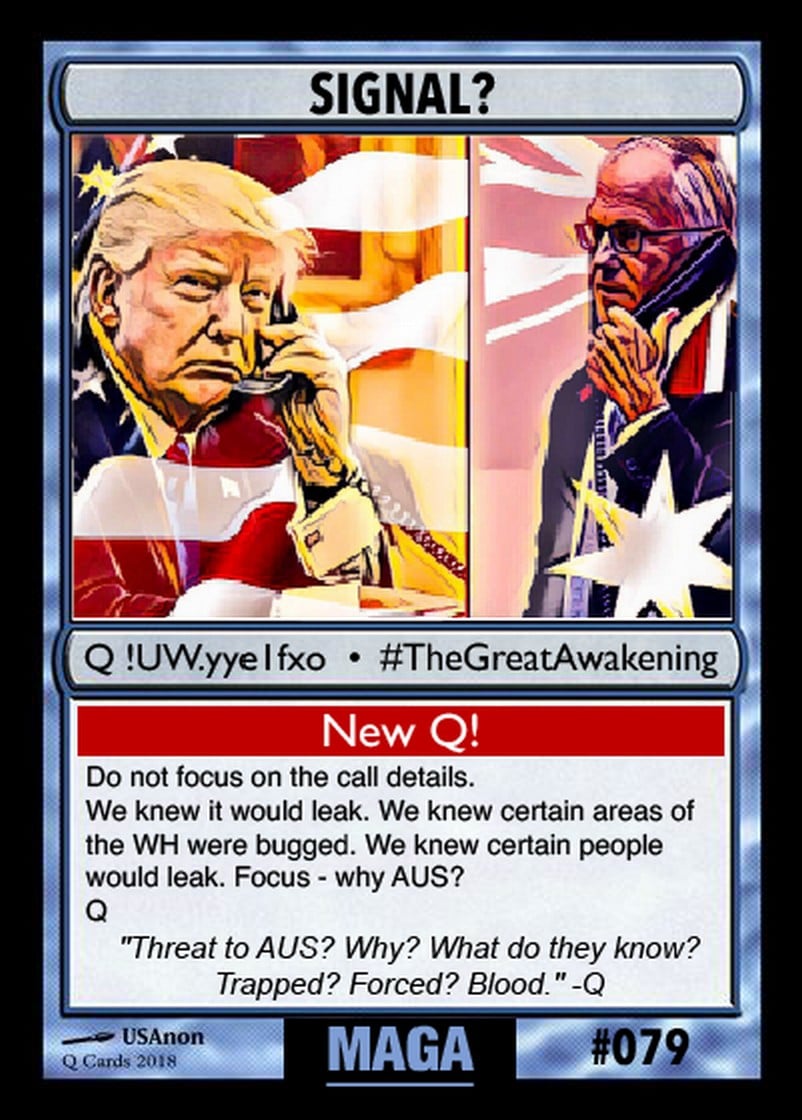 SIGNAL?
Q !UW.yye1fxo • #TheGreatAwakening
New Q!
Do not focus on the call details.
We knew it would leak. We knew certain areas of
the WH were bugged. We knew certain people
would leak. Focus - why AUS?
Q
"Threat to AUS? Why? What do they know?
Trapped? Forced? Blood." -Q
USAnon
Q Cards 2018
MAGA
#079